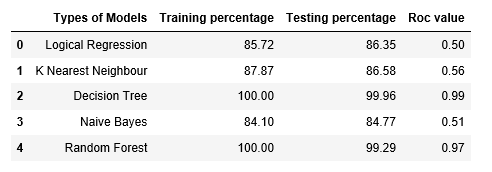 Types of Models Training percentage Testing percentage Roc value
0 Logical Regression 85.72 86.35 0.50
1 K Nearest Neighbour 87.87 86.58 0.56
2 Decision Tree 100.00 99.96 0.99
3 Naive Bayes 84.10 84.77 0.51
4 Random Forest 100.00 99.29 0.97